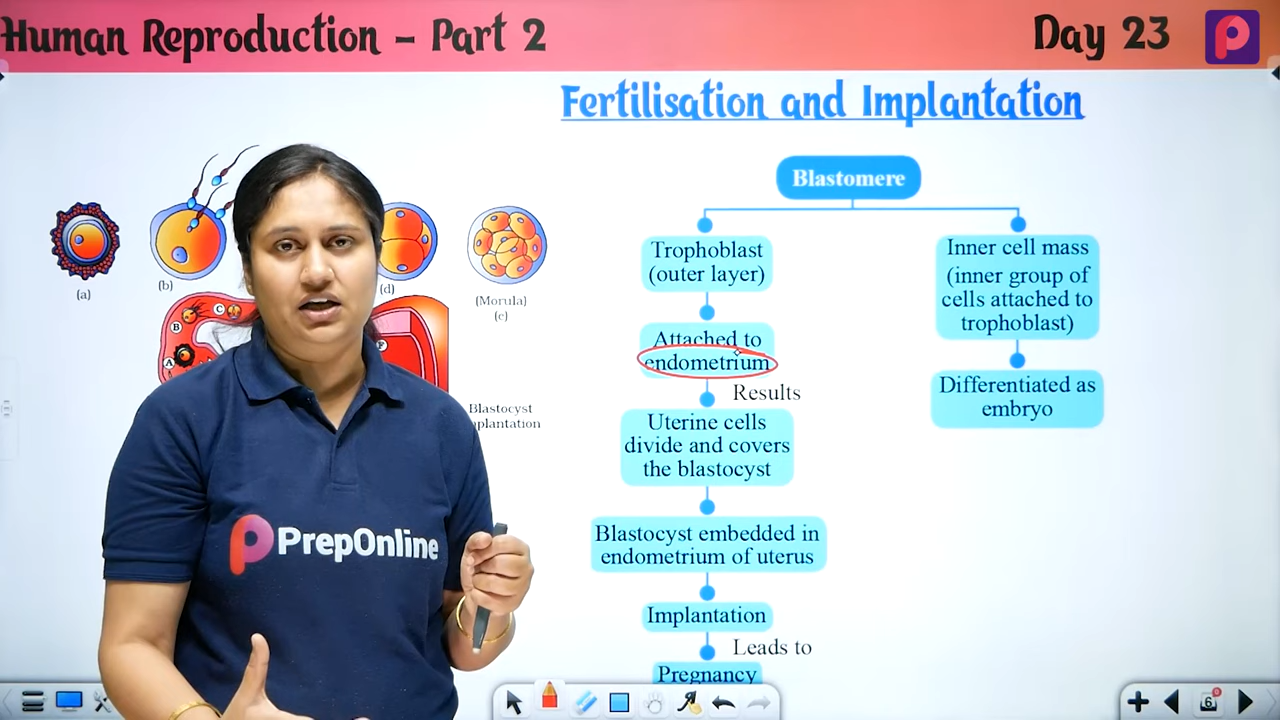 Human Reproduction – Part 2
Day 23
Fertilisation and Implantation
(a)
(b)
(d)
(Morula)
(c)
B
C
A
F
Blastocyst
Blastomere
Trophoblast
(outer layer)
Attached to
endometrium
Results
Uterine cells
divide and covers
the blastocyst
Blastocyst embedded in
endometrium of uterus
Implantation
Leads to
Pregnancy
Inner cell mass
(inner group of
cells attached to
trophoblast)
Differentiated as
embryo
PrepOnline
6